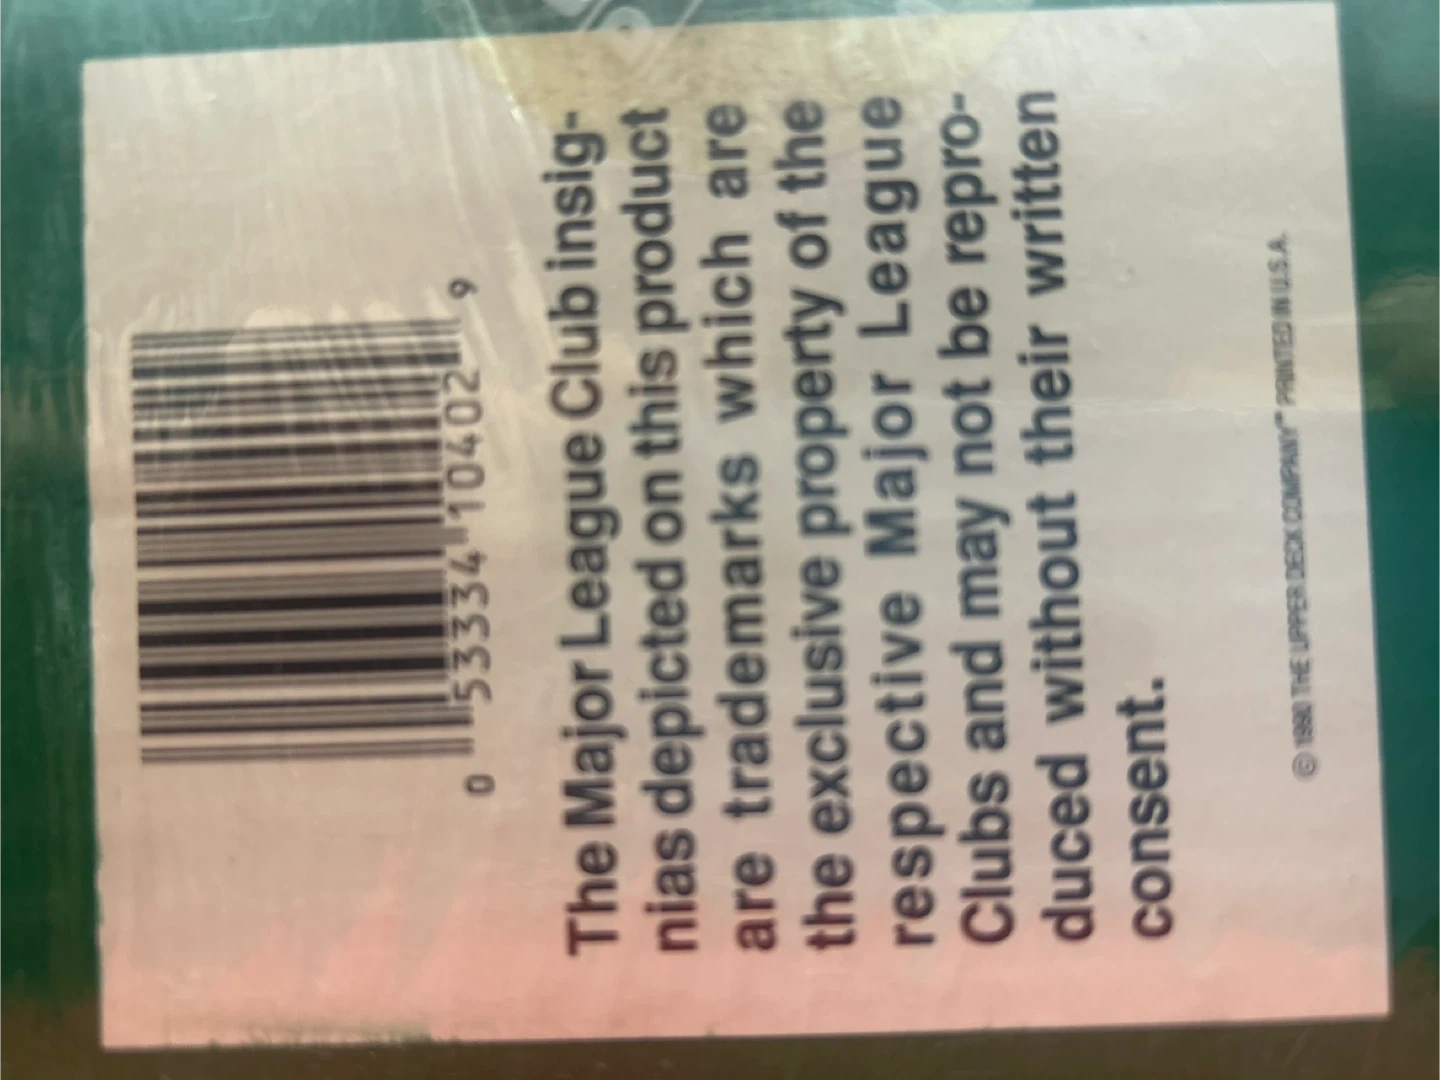 0 53334 10402 9
The Major League Club insig-
nias depicted on this product
are trademarks which are
the exclusive property of the
respective Major League
Clubs and may not be repro-
duced without their written
consent.
© 1990 THE UPPER DECK COMPANY™ PRINTED IN U.S.A.